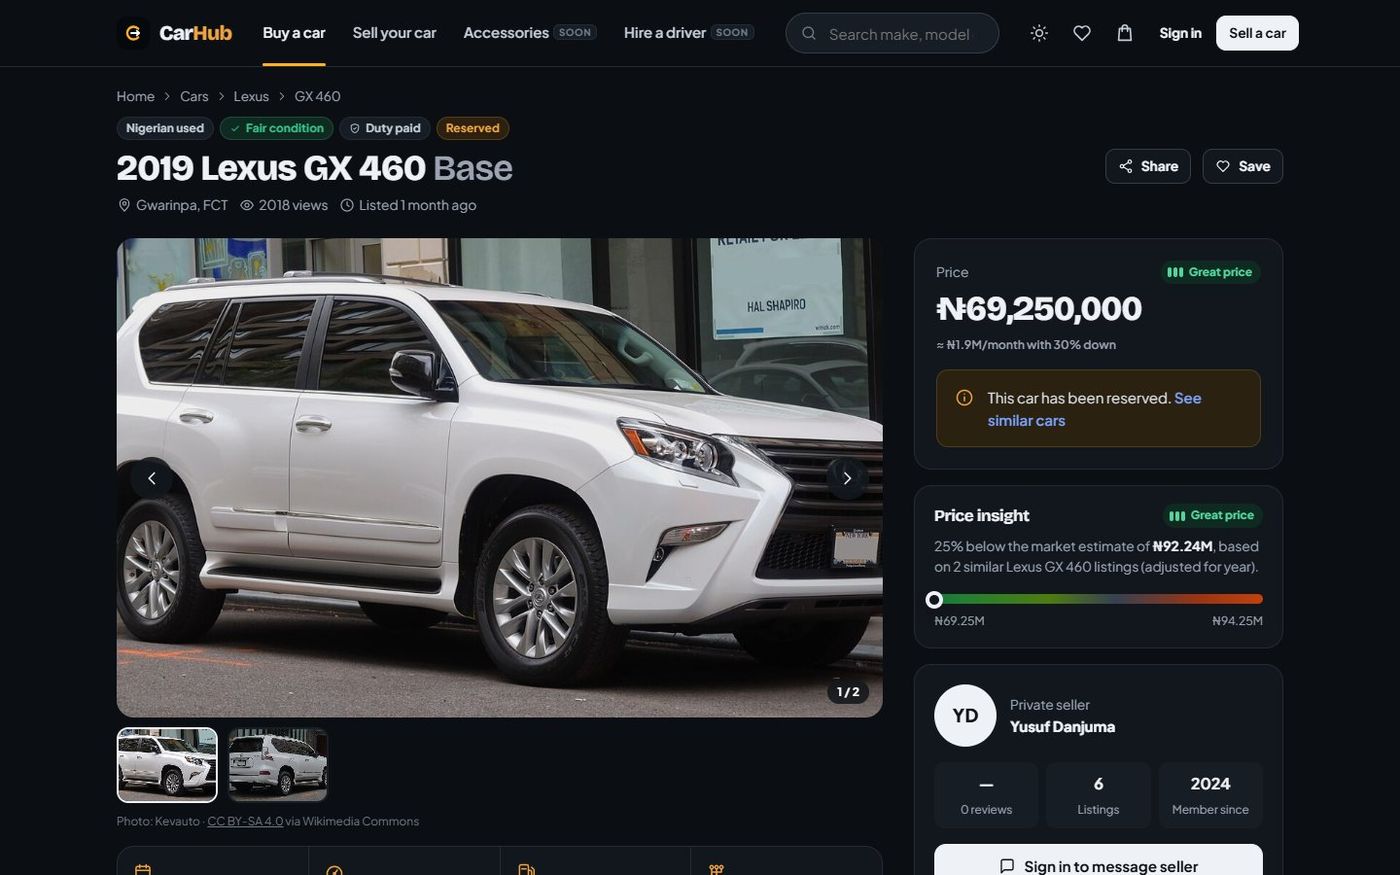 CarHub Buy a car Sell your car Accessories SOON Hire a driver SOON Search make, model Sign in Sell a car
Home > Cars > Lexus > GX 460
Nigerian used Fair condition Duty paid Reserved
2019 Lexus GX 460 Base
Share Save
Gwarinpa, FCT 2018 views Listed 1 month ago
HAL SHAPIRO
1 / 2
Photo: Kevauto · CC BY-SA 4.0 via Wikimedia Commons
Price Great price
₦69,250,000
≈ ₦1.9M/month with 30% down
This car has been reserved. See
similar cars
Price insight Great price
25% below the market estimate of ₦92.24M, based
on 2 similar Lexus GX 460 listings (adjusted for year).
₦69.25M ₦94.25M
YD
Private seller
Yusuf Danjuma
— 6 2024
0 reviews Listings Member since
Sign in to message seller